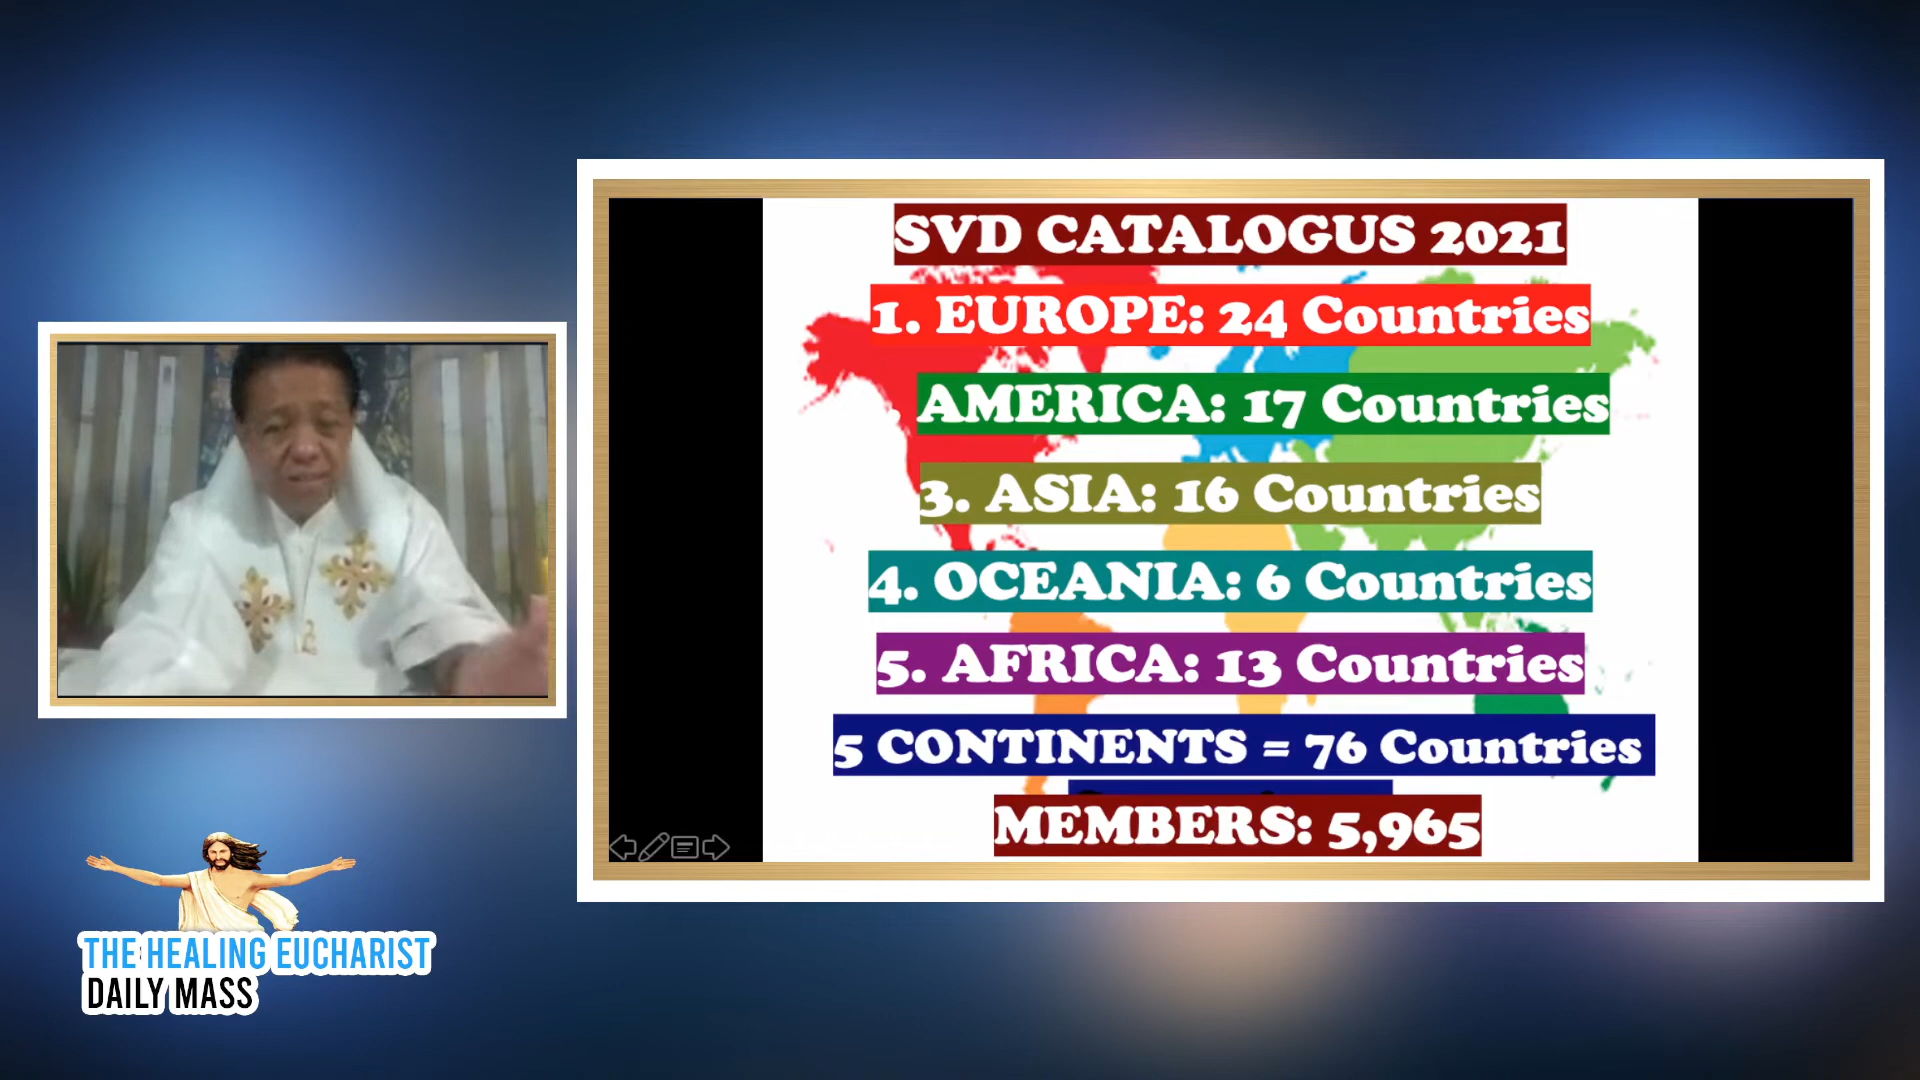 SVD CATALOGUS 2021
1. EUROPE: 24 Countries
. AMERICA: 17 Countries
3. ASIA: 16 Countries
4. OCEANIA: 6 Countries
5. AFRICA: 13 Countries
5 CONTINENTS = 76 Countries
MEMBERS: 5,965
THE HEALING EUCHARIST
DAILY MASS